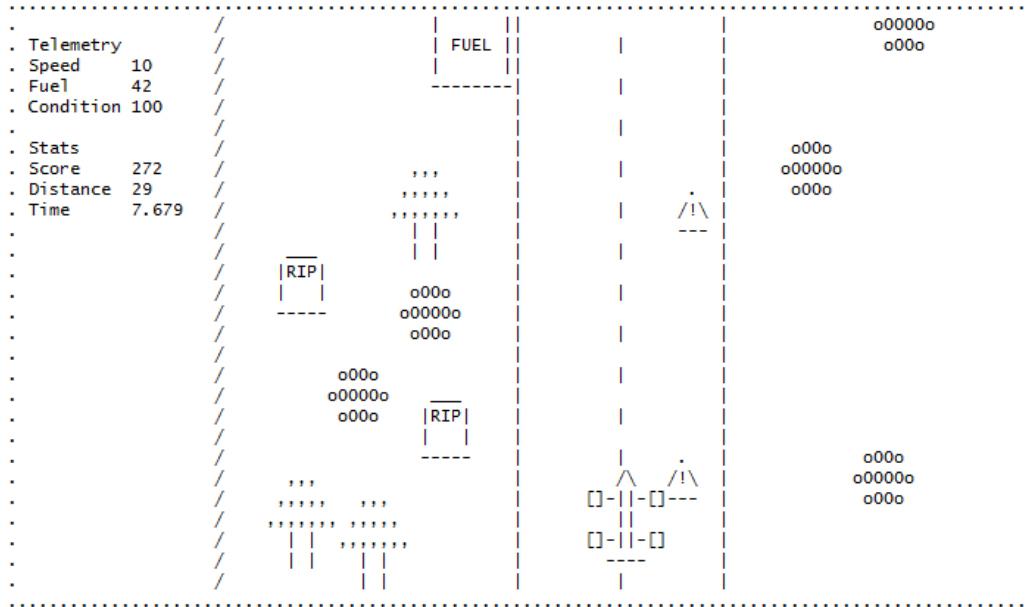 Telemetry
FUEL
Speed 10
Fuel 42
Condition 100
Stats
Score 272
Distance 29
Time 7.679
RIP
RIP